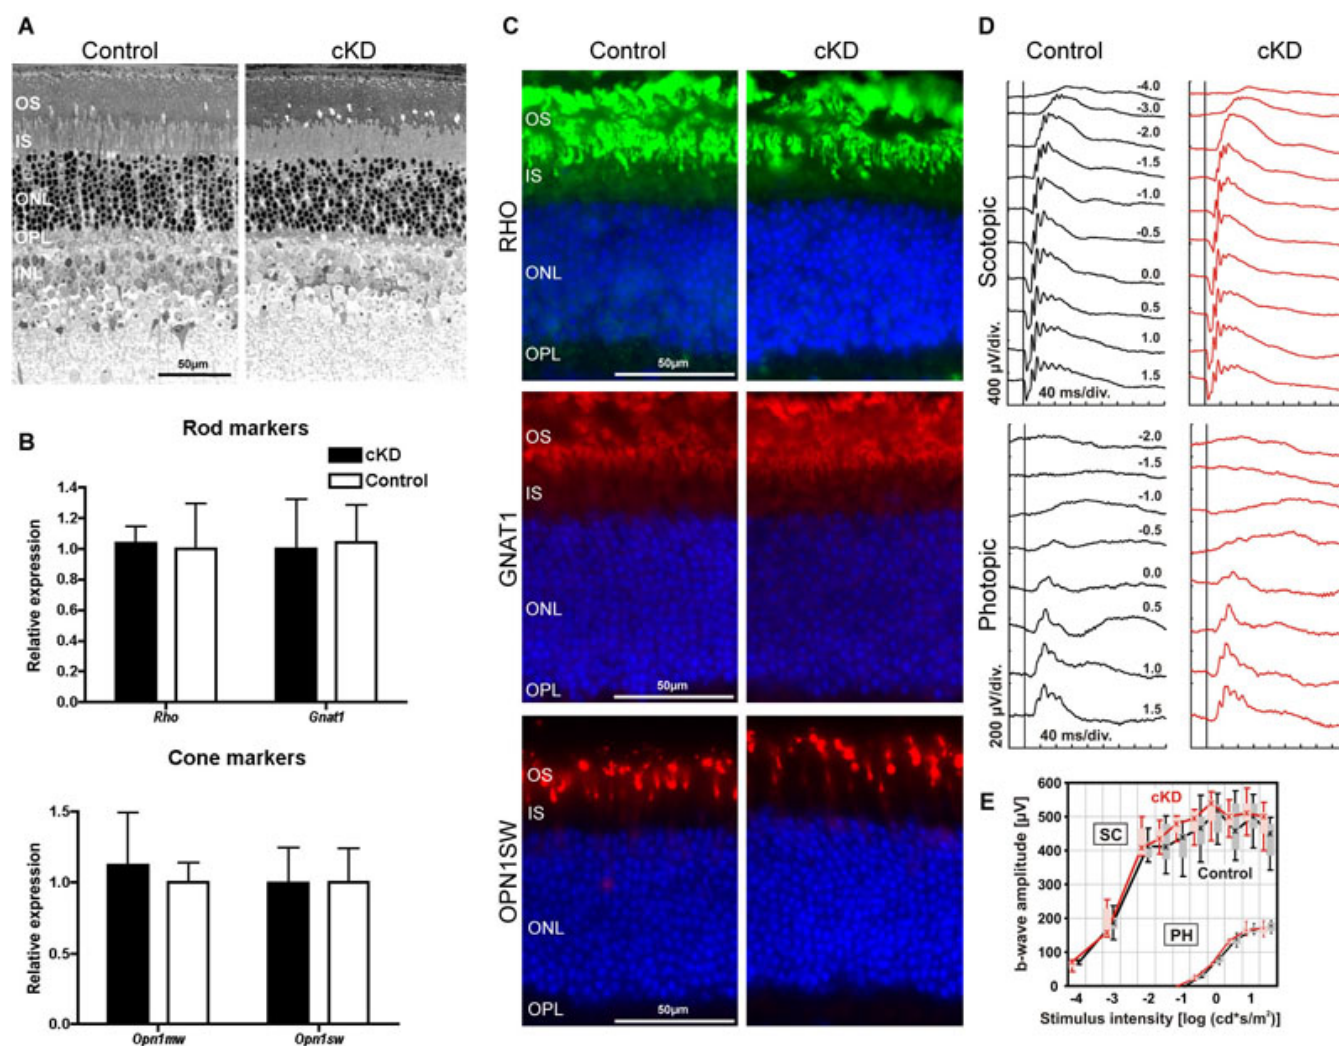 A
Control
cKD
OS
IS
ONL
OPL
INL
50µm
B
Rod markers
cKD
Control
Relative expression
1.4
1.2
1.0
0.8
0.6
0.4
0.2
0.0
Rho
Gnat1
Cone markers
Relative expression
1.5
1.0
0.5
0.0
Opn1mw
Opn1sw
C
Control
cKD
RHO
OS
IS
ONL
OPL
50µm
GNAT1
OS
IS
ONL
OPL
50µm
OPN1SW
OS
IS
ONL
OPL
50µm
D
Control
cKD
Scotopic
400 µV/div.
-4.0
-3.0
-2.0
-1.5
-1.0
-0.5
0.0
0.5
1.0
1.5
40 ms/div.
Photopic
200 µV/div.
-2.0
-1.5
-1.0
-0.5
0.0
0.5
1.0
1.5
40 ms/div.
E
b-wave amplitude [µV]
600
500
400
300
200
100
0
cKD
SC
Control
PH
-4 -3 -2 -1 0 1
Stimulus intensity [log (cd*s/m²)]